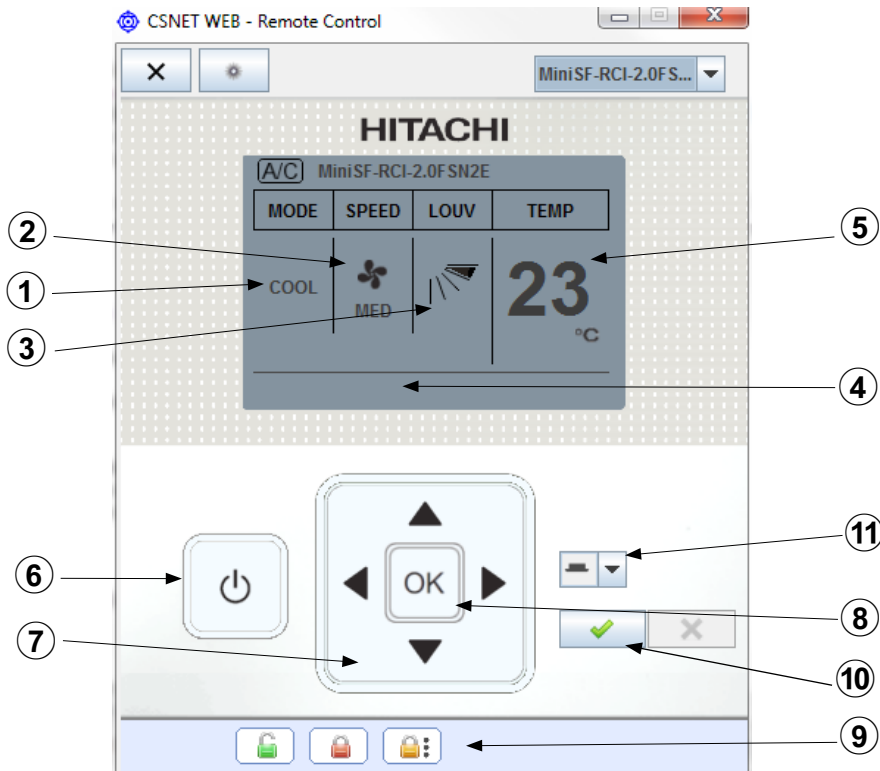 CSNET WEB - Remote Control
MiniSF-RCI-2.0FS...
HITACHI
A/C MiniSF-RCI-2.0FSN2E
MODE SPEED LOUV TEMP
2
5
1
COOL
MED
23
°C
3
4
6
OK
11
7
8
10
9